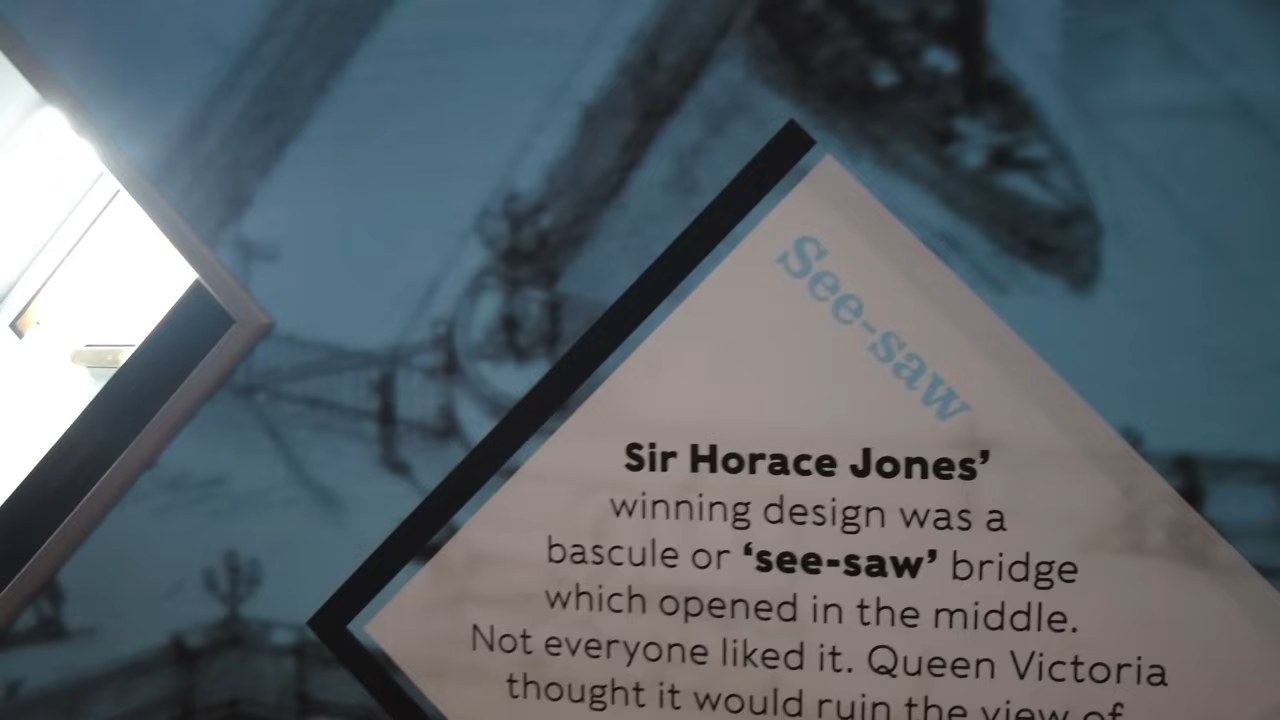 See-saw
Sir Horace Jones’
winning design was a
bascule or ‘see-saw’ bridge
which opened in the middle.
Not everyone liked it. Queen Victoria
thought it would ruin the view of